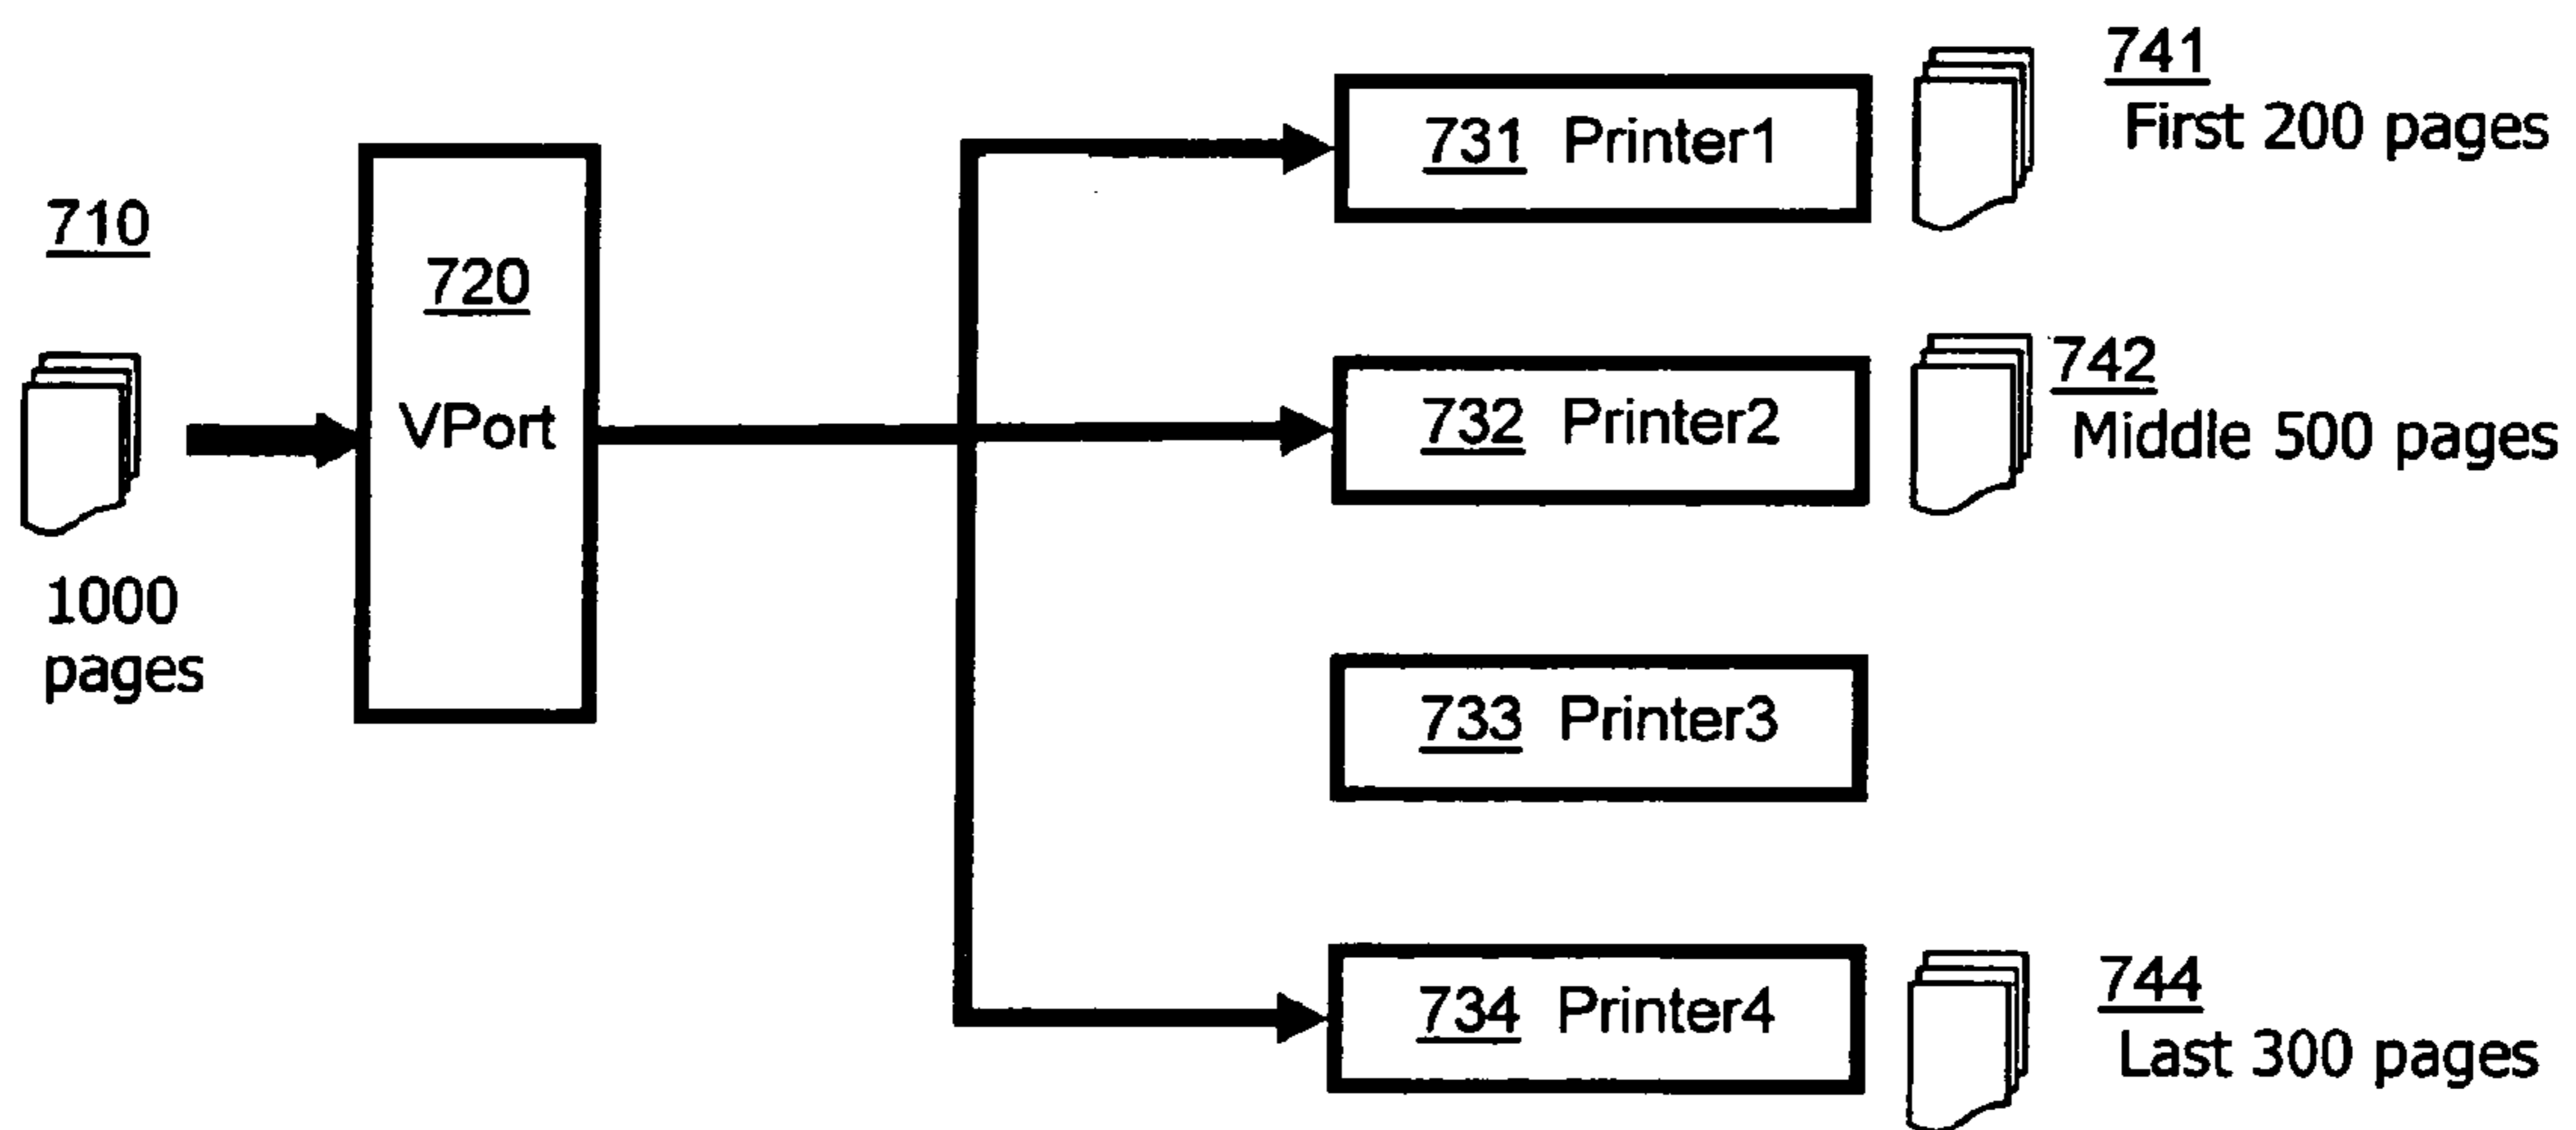 710
1000
pages
720
VPort
731 Printer1
741
First 200 pages
732 Printer2
742
Middle 500 pages
733 Printer3
734 Printer4
744
Last 300 pages